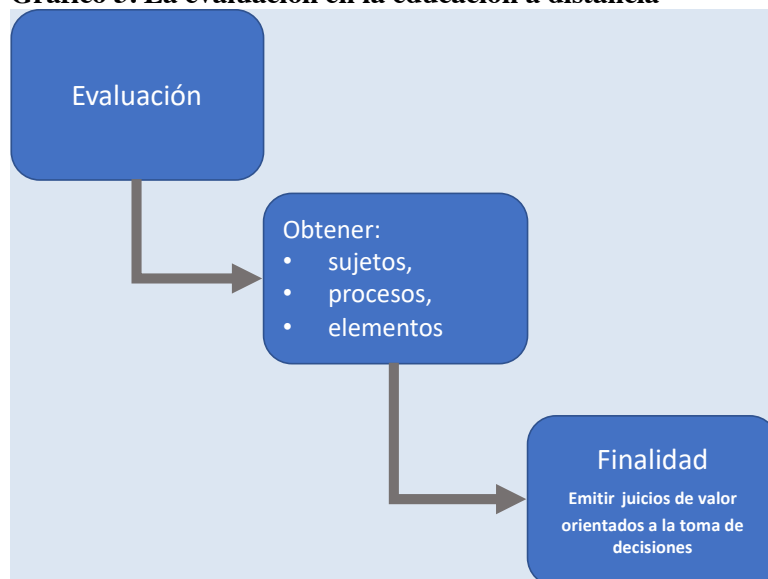 Gráfico 5. La evaluación en la educación a distancia
Evaluación
Obtener:
• sujetos,
• procesos,
• elementos
Finalidad
Emitir juicios de valor
orientados a la toma de
decisiones